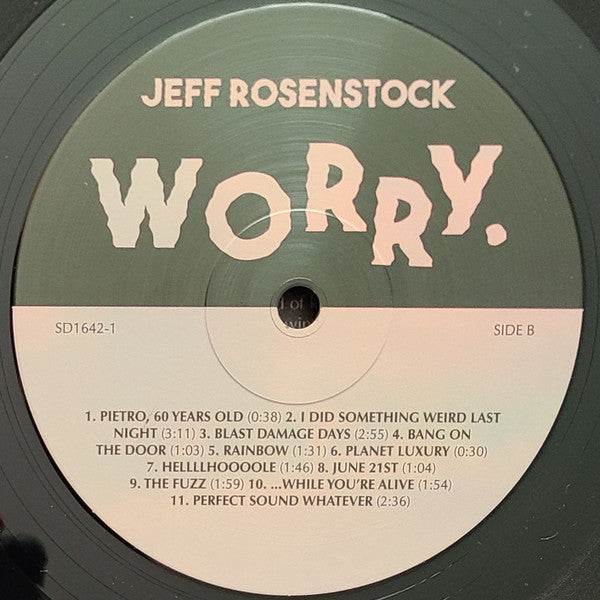 JEFF ROSENSTOCK
WORRY.
SD1642-1
SIDE B
1. PIETRO, 60 YEARS OLD (0:38) 2. I DID SOMETHING WEIRD LAST
NIGHT (3:11) 3. BLAST DAMAGE DAYS (2:55) 4. BANG ON
THE DOOR (1:03) 5. RAINBOW (1:31) 6. PLANET LUXURY (0:30)
7. HELLLLHOOOOLE (1:46) 8. JUNE 21ST (1:04)
9. THE FUZZ (1:59) 10. ...WHILE YOU'RE ALIVE (1:54)
11. PERFECT SOUND WHATEVER (2:36)